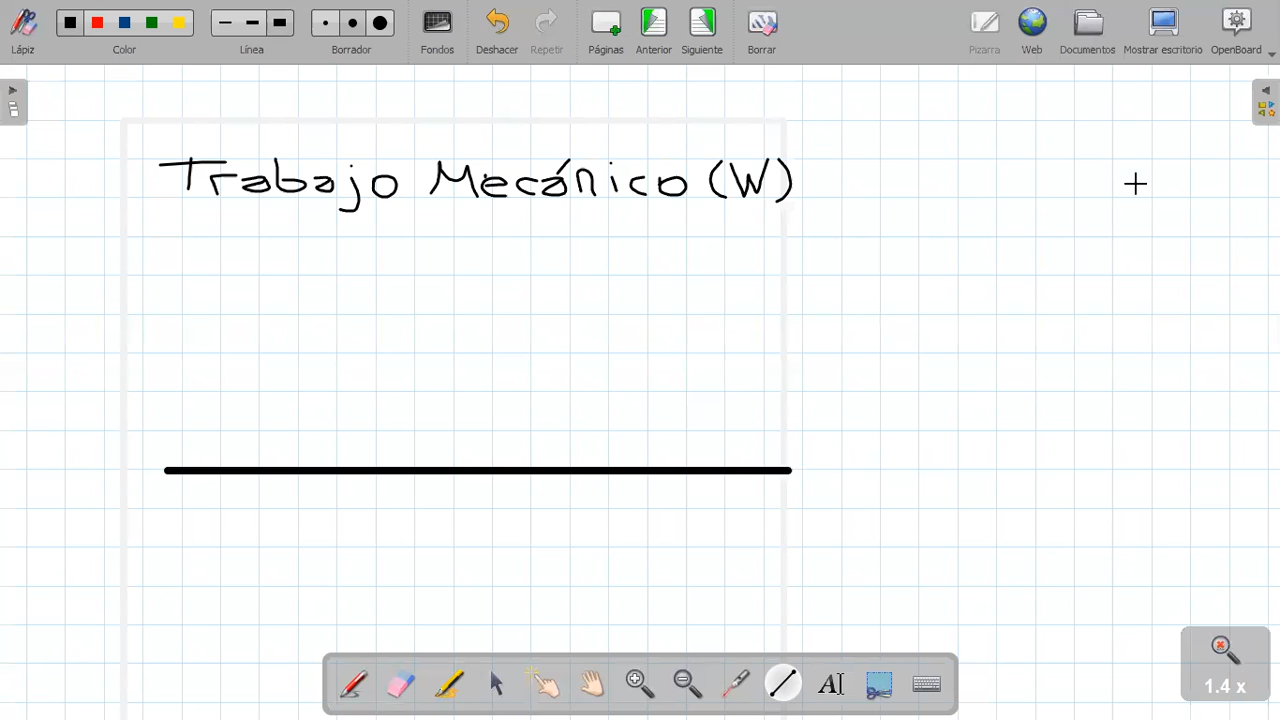 Lápiz Color Línea Borrador Fondos Deshacer Repetir Páginas Anterior Siguiente Borrar Pizarra Web Documentos Mostrar escritorio OpenBoard
Trabajo Mecánico (W)
AI
1.4 x